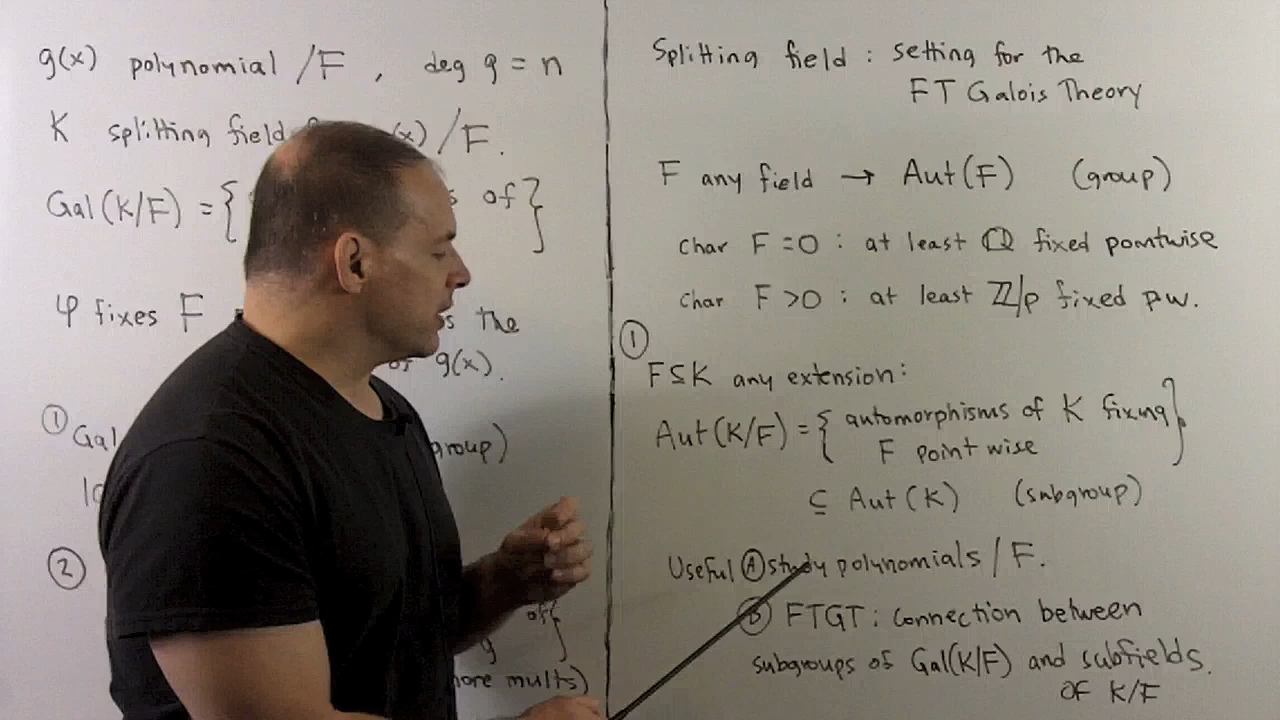 g(x) polynomial /F , deg g = n
K splitting field (x) /F.
Gal(K/F) = { of }
φ fixes F the
g(x).
① Gal group)
②
of }
g
more mults)
Splitting field : setting for the
FT Galois Theory
F any field → Aut(F) (group)
char F = 0 : at least ℚ fixed pointwise
char F > 0 : at least ℤ/p fixed p.w.
①
F ⊆ K any extension:
Aut(K/F) = { automorphisms of K fixing }
F point wise
⊆ Aut(K) (subgroup)
Useful Ⓐ study polynomials / F.
Ⓑ FTGT : connection between
subgroups of Gal(K/F) and subfields.
OF K/F